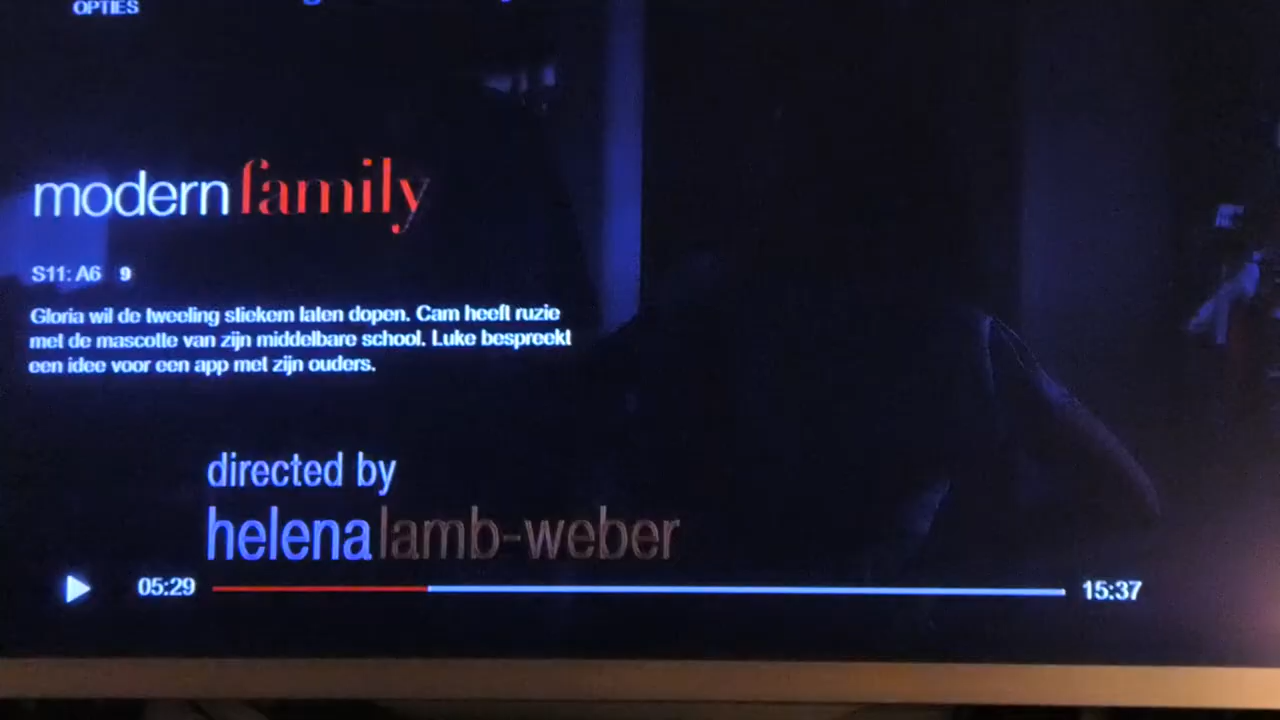 OPTIES
modern family
S11: A6 9
Gloria wil de tweeling stiekem laten dopen. Cam heeft ruzie
met de mascotte van zijn middelbare school. Luke bespreekt
een idee voor een app met zijn ouders.
directed by
helena lamb-weber
05:29 15:37